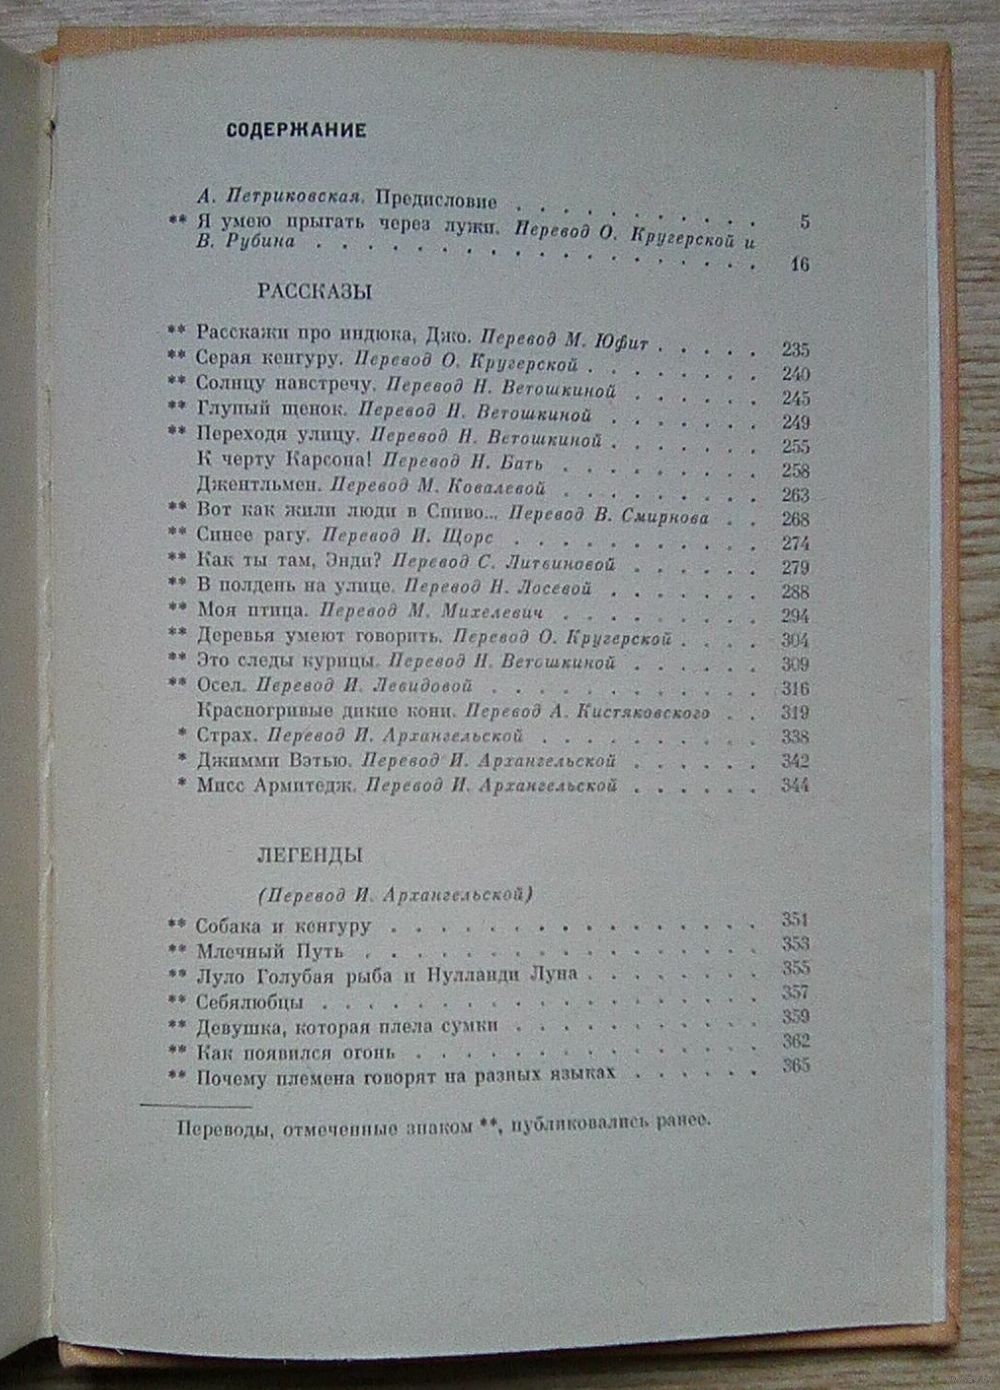 СОДЕРЖАНИЕ
А. Петриковская. Предисловие . . . . . . . . . . . 5
** Я умею прыгать через лужи. Перевод О. Кругерской и
В. Рубина . . . . . . . . . . . . . . . . . . 16
РАССКАЗЫ
** Расскажи про индюка, Джо. Перевод М. Юфит . . . . . 235
** Серая кенгуру. Перевод О. Кругерской . . . . . . . . 240
** Солнцу навстречу. Перевод Н. Ветошкиной . . . . . . 245
** Глупый щенок. Перевод Н. Ветошкиной . . . . . . . 249
** Переходя улицу. Перевод Н. Ветошкиной . . . . . . . 255
К черту Карсона! Перевод Н. Бать . . . . . . . . . 258
Джентльмен. Перевод М. Ковалевой . . . . . . . . . 263
** Вот как жили люди в Спиво... Перевод В. Смирнова . . 268
** Синее рагу. Перевод И. Щорс . . . . . . . . . . . 274
** Как ты там, Энди? Перевод С. Литвиновой . . . . . . 279
** В полдень на улице. Перевод Н. Лосевой . . . . . . . 288
** Моя птица. Перевод М. Михелевич . . . . . . . . . 294
** Деревья умеют говорить. Перевод О. Кругерской . . . . 304
** Это следы курицы. Перевод Н. Ветошкиной . . . . . . 309
** Осел. Перевод И. Левидовой . . . . . . . . . . . . 316
Красногривые дикие кони. Перевод А. Кистяковского . . 319
* Страх. Перевод И. Архангельской . . . . . . . . . . 338
* Джимми Вэтью. Перевод И. Архангельской . . . . . . 342
* Мисс Армитедж. Перевод И. Архангельской . . . . . . 344
ЛЕГЕНДЫ
(Перевод И. Архангельской)
** Собака и кенгуру . . . . . . . . . . . . . . . . 351
** Млечный Путь . . . . . . . . . . . . . . . . . 353
** Луло Голубая рыба и Нулланди Луна . . . . . . . . 355
** Себялюбцы . . . . . . . . . . . . . . . . . . . 357
** Девушка, которая плела сумки . . . . . . . . . . . 359
** Как появился огонь . . . . . . . . . . . . . . . 362
** Почему племена говорят на разных языках . . . . . . 365
Переводы, отмеченные знаком **, публиковались ранее.